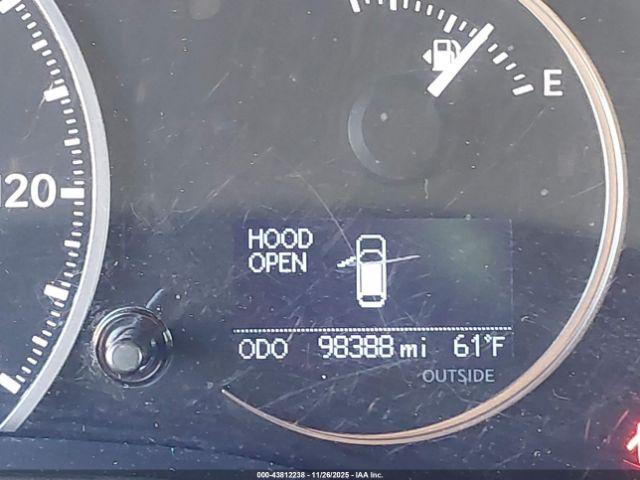 E
120
HOOD
OPEN
ODO 98388 mi 61°F
OUTSIDE
000-43812238 - 11/26/2025 - IAA Inc.